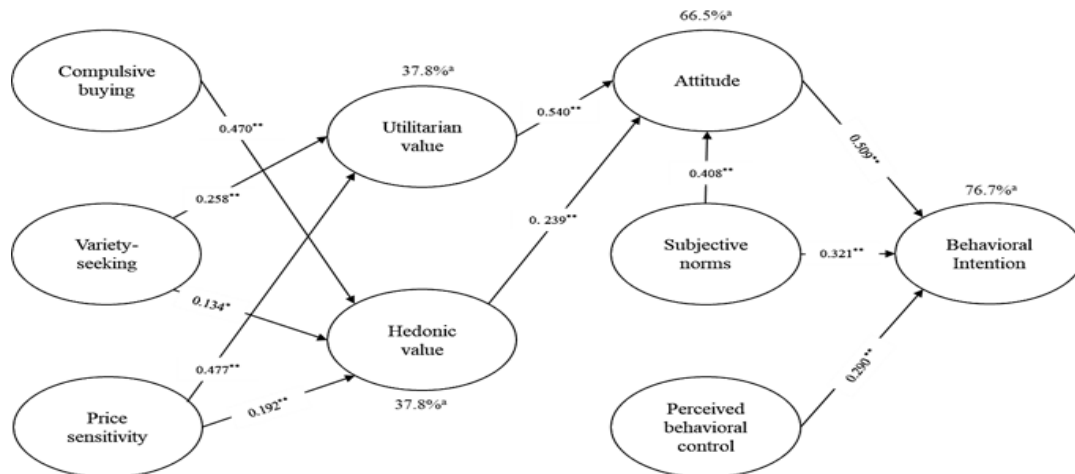 66.5%ª
Compulsive
buying
37.8%ª
Attitude
0.540**
0.470**
Utilitarian
value
0.509**
0.408**
0.258**
76.7%ª
0. 239**
Variety-
seeking
Subjective
norms
0.321**
Behavioral
Intention
0.134*
Hedonic
value
0.477**
0.290**
0.192**
37.8%ª
Price
sensitivity
Perceived
behavioral
control